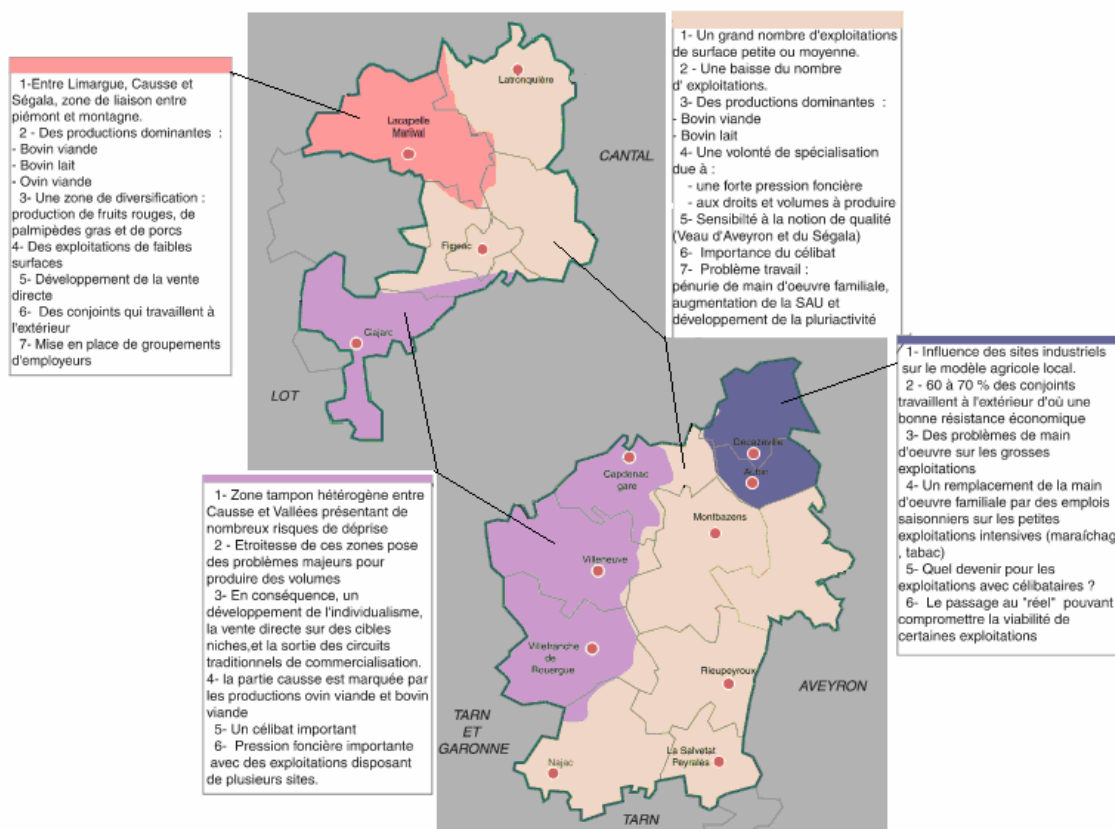 1-Entre Limargue, Causse et
Ségala, zone de liaison entre
piémont et montagne.
2 - Des productions dominantes :
- Bovin viande
- Bovin lait
- Ovin viande
3- Une zone de diversification :
production de fruits rouges, de
palmipèdes gras et de porcs
4- Des exploitations de faibles
surfaces
5- Développement de la vente
directe
6- Des conjoints qui travaillent à
l'extérieur
7- Mise en place de groupements
d'employeurs
Latronquière
Lacapelle
Marival
CANTAL
Figeac
Cajarc
LOT
1- Un grand nombre d'exploitations
de surface petite ou moyenne.
2 - Une baisse du nombre
d' exploitations.
3- Des productions dominantes :
- Bovin viande
- Bovin lait
4- Une volonté de spécialisation
due à :
- une forte pression foncière
- aux droits et volumes à produire
5- Sensibilté à la notion de qualité
(Veau d'Aveyron et du Ségala)
6- Importance du célibat
7- Problème travail :
pénurie de main d'oeuvre familiale,
augmentation de la SAU et
développement de la pluriactivité
1- Influence des sites industriels
sur le modèle agricole local.
2 - 60 à 70 % des conjoints
travaillent à l'extérieur d'où une
bonne résistance économique
3- Des problèmes de main
d'oeuvre sur les grosses
exploitations
4- Un remplacement de la main
d'oeuvre familiale par des emplois
saisonniers sur les petites
exploitations intensives (maraîchag
, tabac)
5- Quel devenir pour les
exploitations avec célibataires ?
6- Le passage au "réel" pouvant
compromettre la viabilité de
certaines exploitations
1- Zone tampon hétérogène entre
Causse et Vallées présentant de
nombreux risques de déprise
2 - Etroitesse de ces zones pose
des problèmes majeurs pour
produire des volumes
3- En conséquence, un
développement de l'individualisme,
la vente directe sur des cibles
niches,et la sortie des circuits
traditionnels de commercialisation.
4- la partie causse est marquée par
les productions ovin viande et bovin
viande
5- Un célibat important
6- Pression foncière importante
avec des exploitations disposant
de plusieurs sites.
Decazeville
Aubin
Capdenac
gare
Montbazens
Villeneuve
Villefranche
de
Rouergue
Rieupeyroux
AVEYRON
TARN
ET
GARONNE
La Salvetat
Peyralès
Najac
TARN